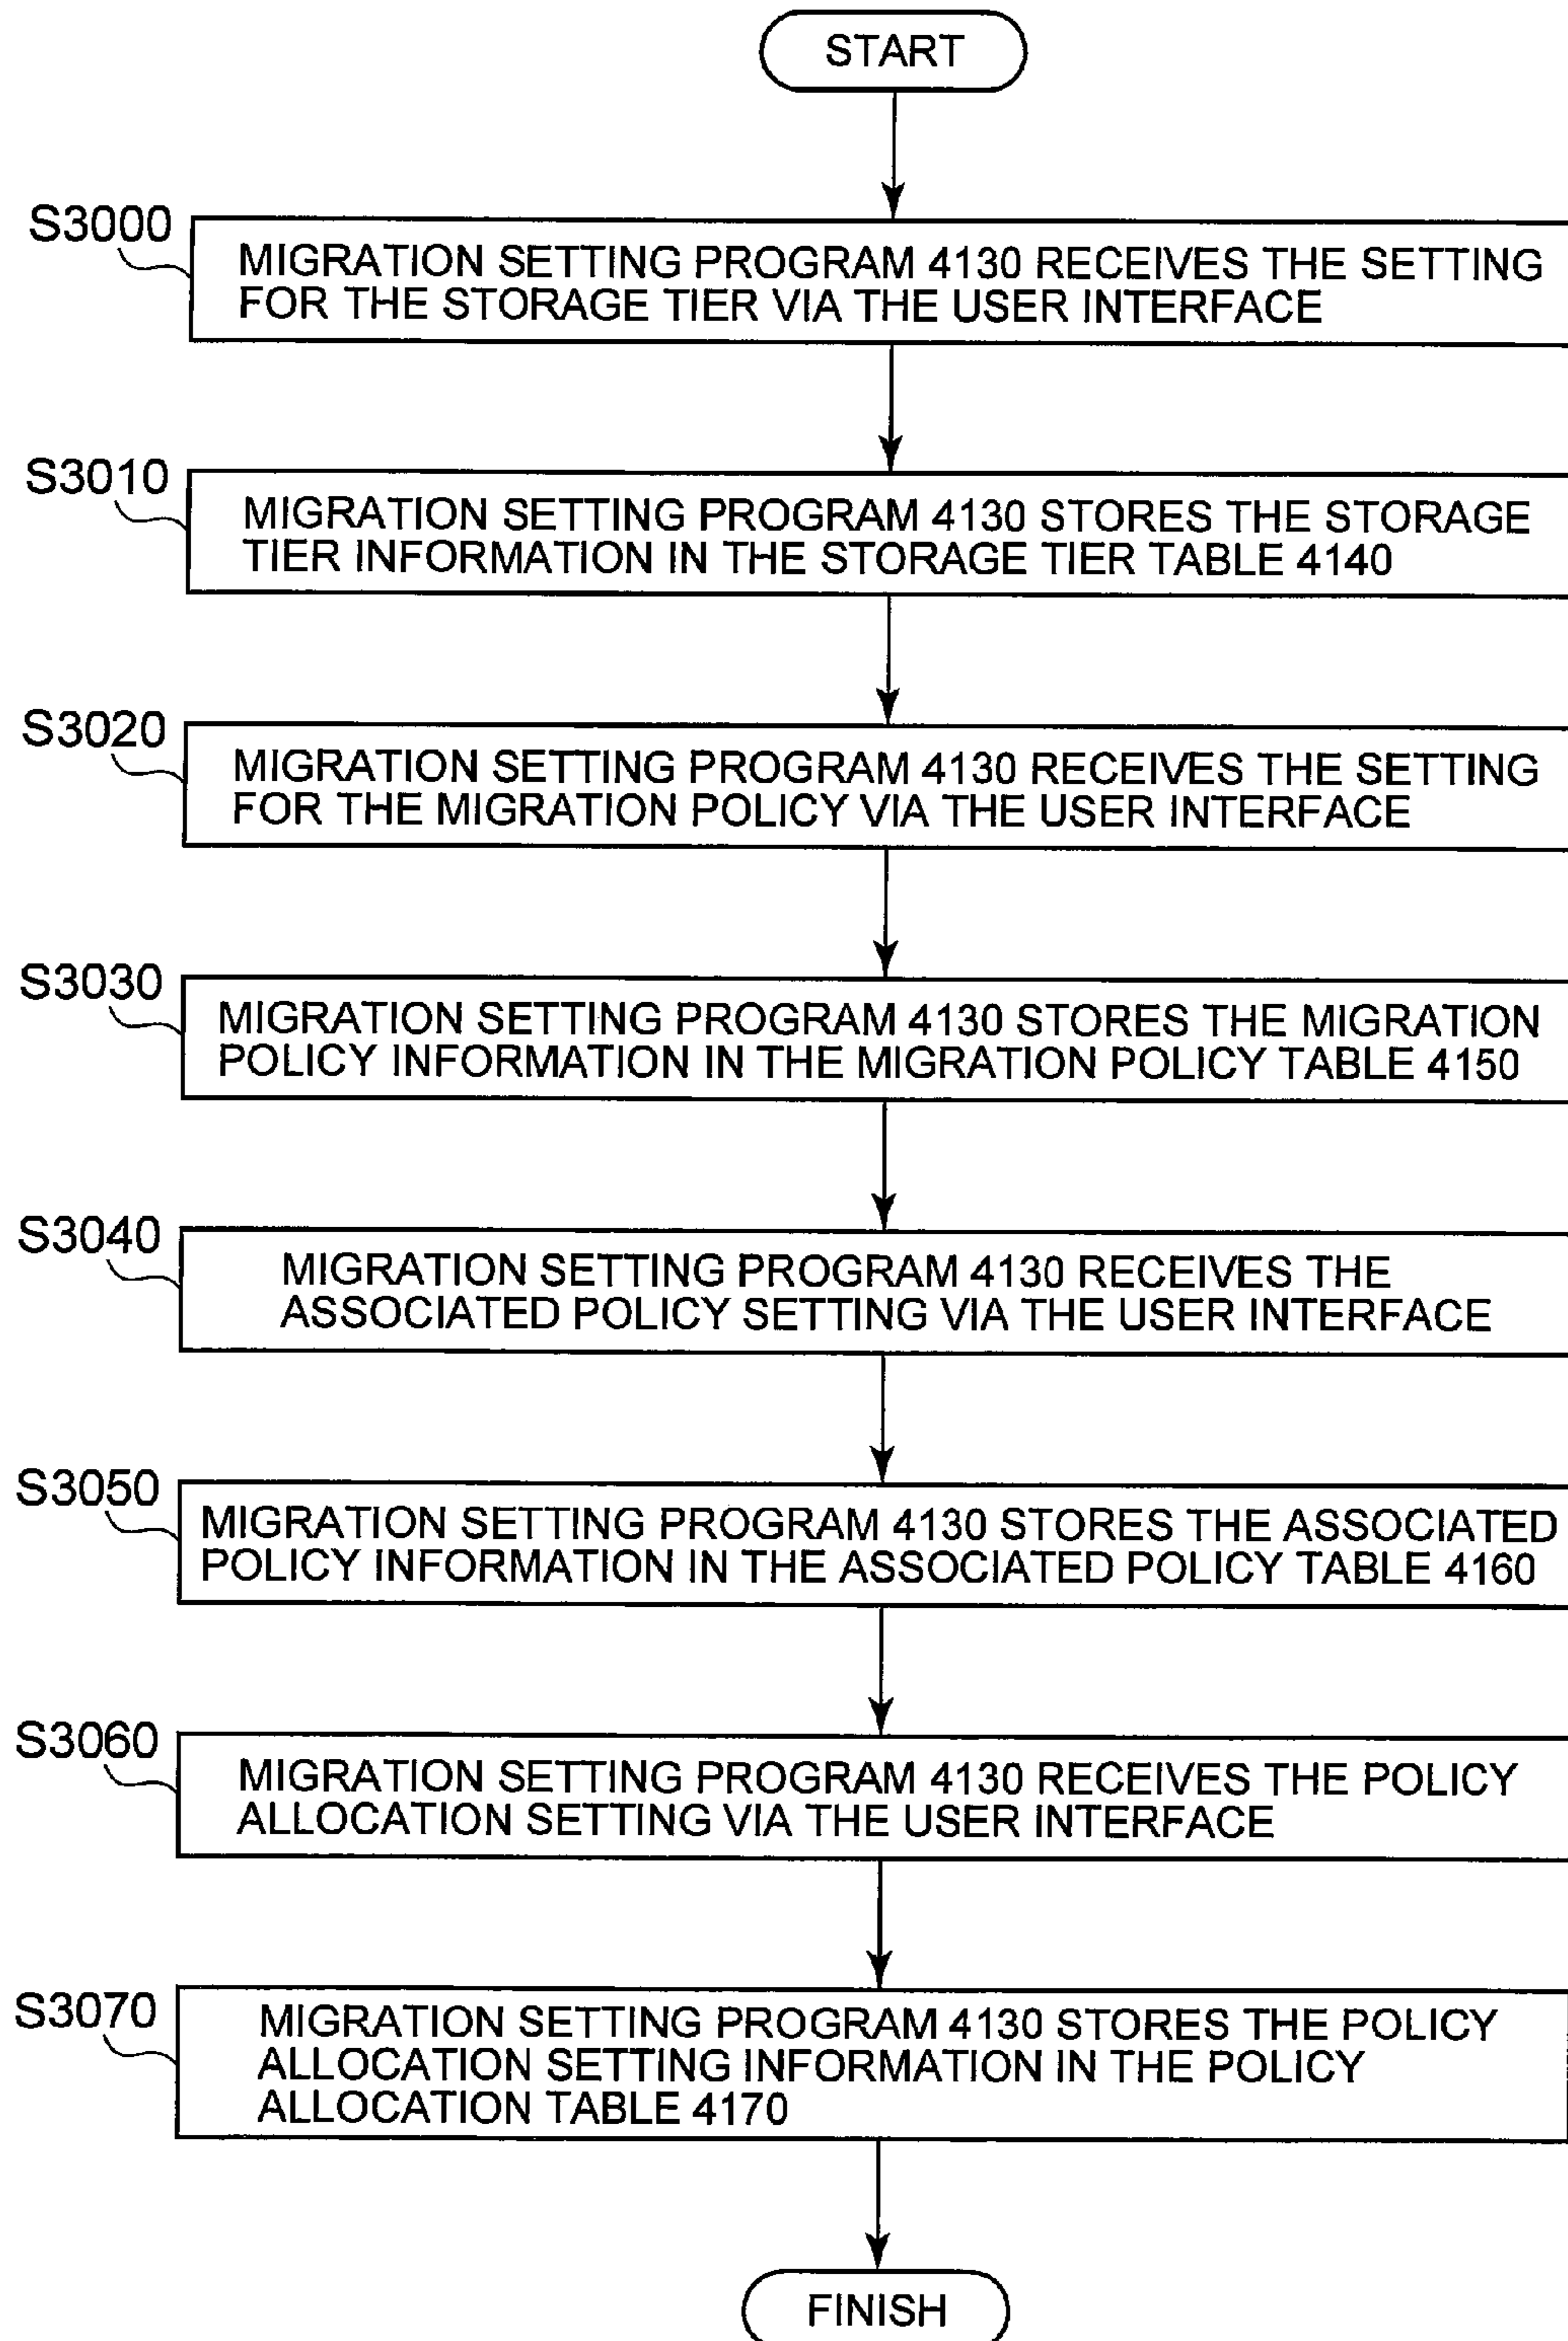 START
S3000
MIGRATION SETTING PROGRAM 4130 RECEIVES THE SETTING
FOR THE STORAGE TIER VIA THE USER INTERFACE
S3010
MIGRATION SETTING PROGRAM 4130 STORES THE STORAGE
TIER INFORMATION IN THE STORAGE TIER TABLE 4140
S3020
MIGRATION SETTING PROGRAM 4130 RECEIVES THE SETTING
FOR THE MIGRATION POLICY VIA THE USER INTERFACE
S3030
MIGRATION SETTING PROGRAM 4130 STORES THE MIGRATION
POLICY INFORMATION IN THE MIGRATION POLICY TABLE 4150
S3040
MIGRATION SETTING PROGRAM 4130 RECEIVES THE
ASSOCIATED POLICY SETTING VIA THE USER INTERFACE
S3050
MIGRATION SETTING PROGRAM 4130 STORES THE ASSOCIATED
POLICY INFORMATION IN THE ASSOCIATED POLICY TABLE 4160
S3060
MIGRATION SETTING PROGRAM 4130 RECEIVES THE POLICY
ALLOCATION SETTING VIA THE USER INTERFACE
S3070
MIGRATION SETTING PROGRAM 4130 STORES THE POLICY
ALLOCATION SETTING INFORMATION IN THE POLICY
ALLOCATION TABLE 4170
FINISH